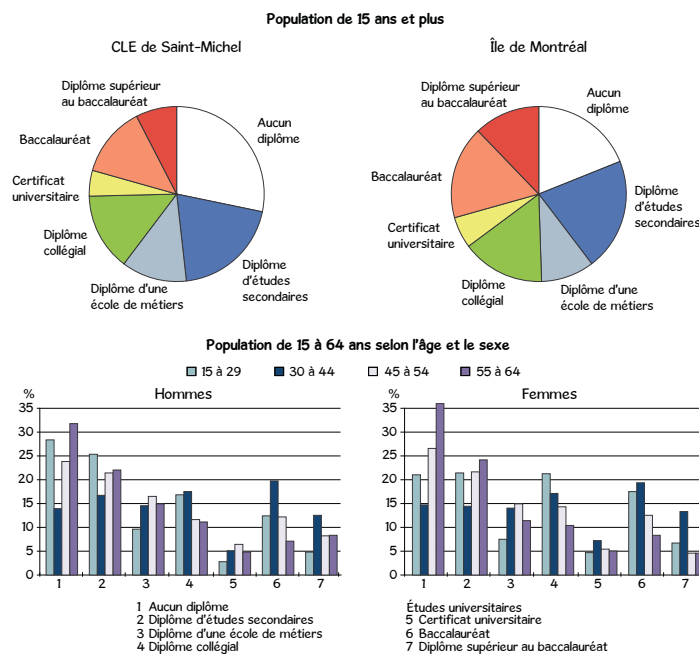 Population de 15 ans et plus
CLE de Saint-Michel
Diplôme supérieur
au baccalauréat
Aucun
diplôme
Baccalauréat
Certificat
universitaire
Diplôme
collégial
Diplôme d'une
école de métiers
Diplôme
d'études
secondaires
Île de Montréal
Diplôme supérieur
au baccalauréat
Aucun
diplôme
Baccalauréat
Diplôme
d'études
secondaires
Certificat
universitaire
Diplôme
collégial
Diplôme d'une
école de métiers
Population de 15 à 64 ans selon l'âge et le sexe
15 à 29 30 à 44 45 à 54 55 à 64
% Hommes
35
30
25
20
15
10
5
0
1 2 3 4 5 6 7
% Femmes
35
30
25
20
15
10
5
0
1 2 3 4 5 6 7
1 Aucun diplôme
2 Diplôme d'études secondaires
3 Diplôme d'une école de métiers
4 Diplôme collégial
Études universitaires
5 Certificat universitaire
6 Baccalauréat
7 Diplôme supérieur au baccalauréat